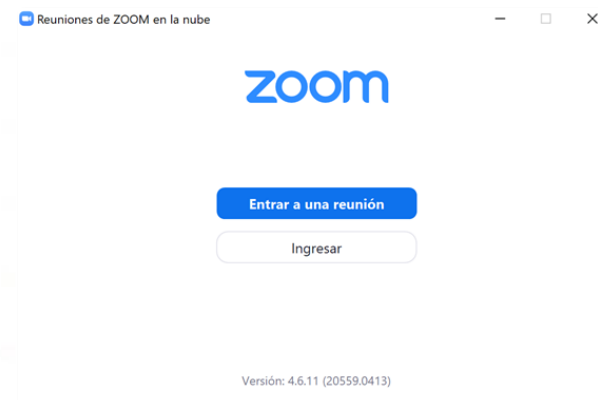 Reuniones de ZOOM en la nube
zoom
Entrar a una reunión
Ingresar
Versión: 4.6.11 (20559.0413)